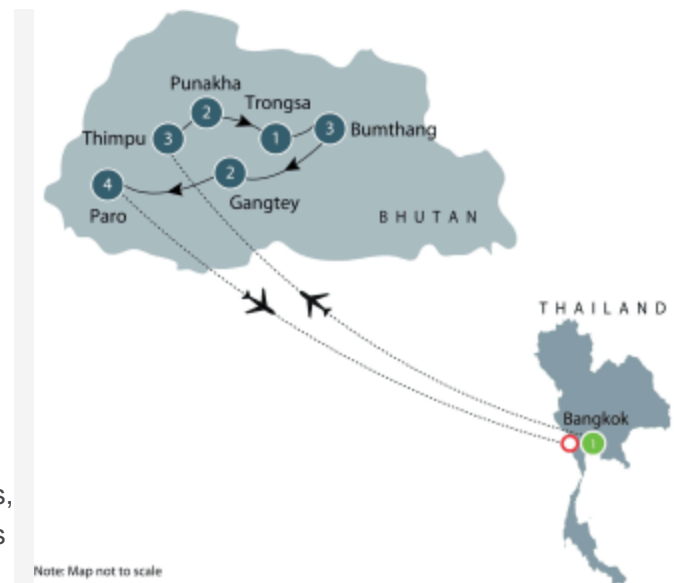 Punakha
2
Trongsa
Thimpu
3
1
3
Bumthang
4
2
Paro
Gangtey
BHUTAN
THAILAND
Bangkok
1
s,
s
Note: Map not to scale